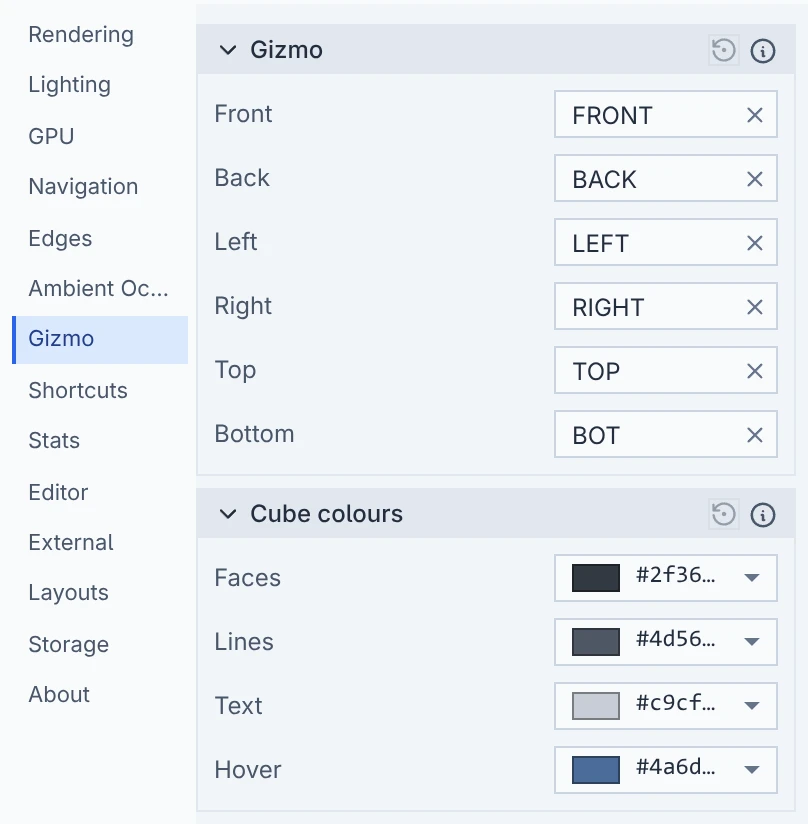 Rendering
Lighting
GPU
Navigation
Edges
Ambient Oc...
Gizmo
Shortcuts
Stats
Editor
External
Layouts
Storage
About
Gizmo
Front FRONT
Back BACK
Left LEFT
Right RIGHT
Top TOP
Bottom BOT
Cube colours
Faces #2f36...
Lines #4d56...
Text #c9cf...
Hover #4a6d...